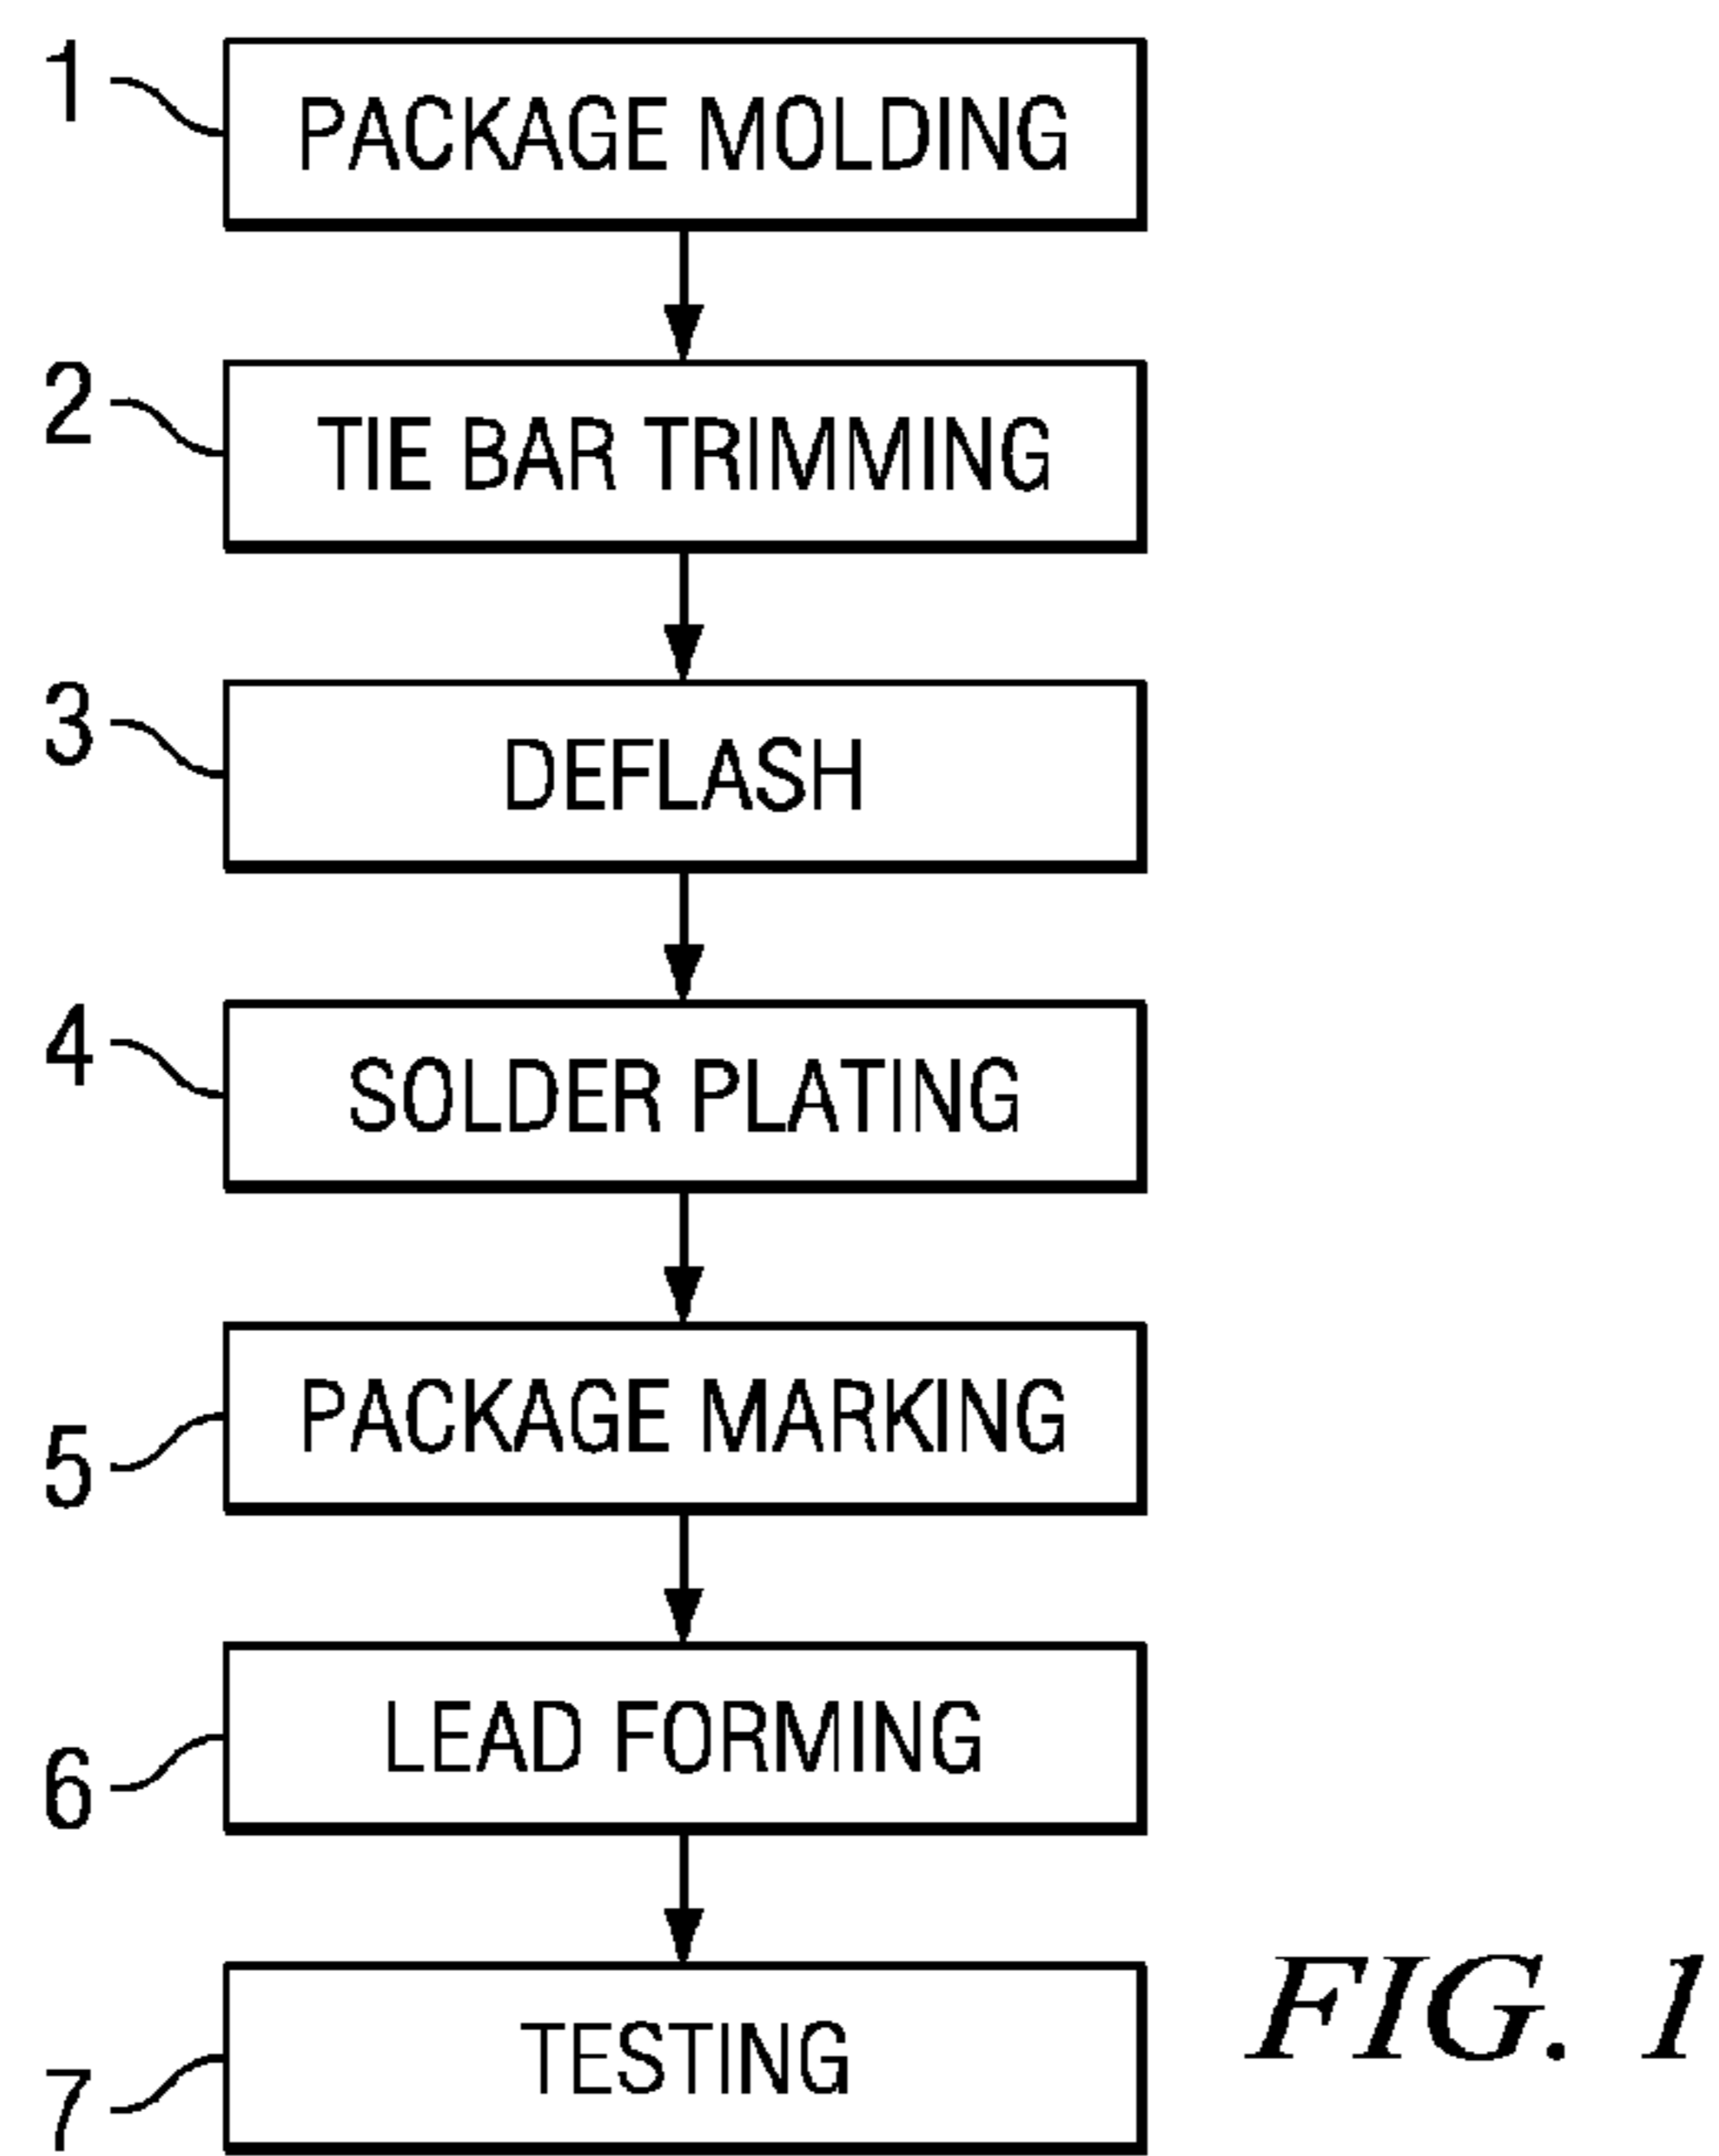 1 PACKAGE MOLDING
2 TIE BAR TRIMMING
3 DEFLASH
4 SOLDER PLATING
5 PACKAGE MARKING
6 LEAD FORMING
7 TESTING
FIG. 1